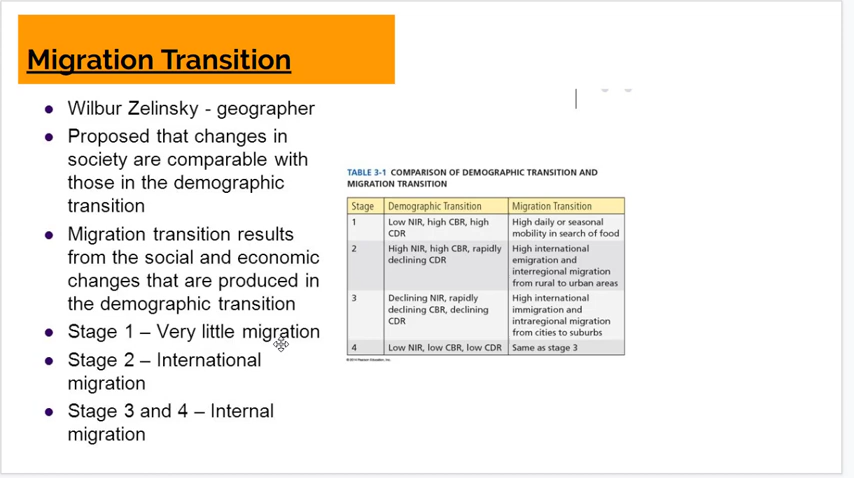 Migration Transition
● Wilbur Zelinsky - geographer
● Proposed that changes in
society are comparable with
those in the demographic
transition
● Migration transition results
from the social and economic
changes that are produced in
the demographic transition
● Stage 1 – Very little migration
● Stage 2 – International
migration
● Stage 3 and 4 – Internal
migration
TABLE 3-1 COMPARISON OF DEMOGRAPHIC TRANSITION AND
MIGRATION TRANSITION
Stage Demographic Transition Migration Transition
1 Low NIR, high CBR, high High daily or seasonal
CDR mobility in search of food
2 High NIR, high CBR, rapidly High international
declining CDR emigration and
interregional migration
from rural to urban areas
3 Declining NIR, rapidly High international
declining CBR, declining immigration and
CDR intraregional migration
from cities to suburbs
4 Low NIR, low CBR, low CDR Same as stage 3
Pearson Education, Inc.